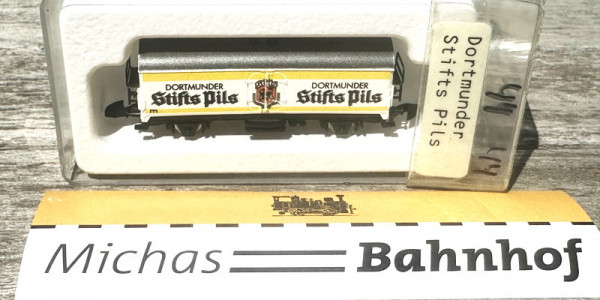 DORTMUNDER
Stifts Pils
DORTMUNDER
Stifts Pils
Dortmunder
Stifts Pils
Michas Bahnhof